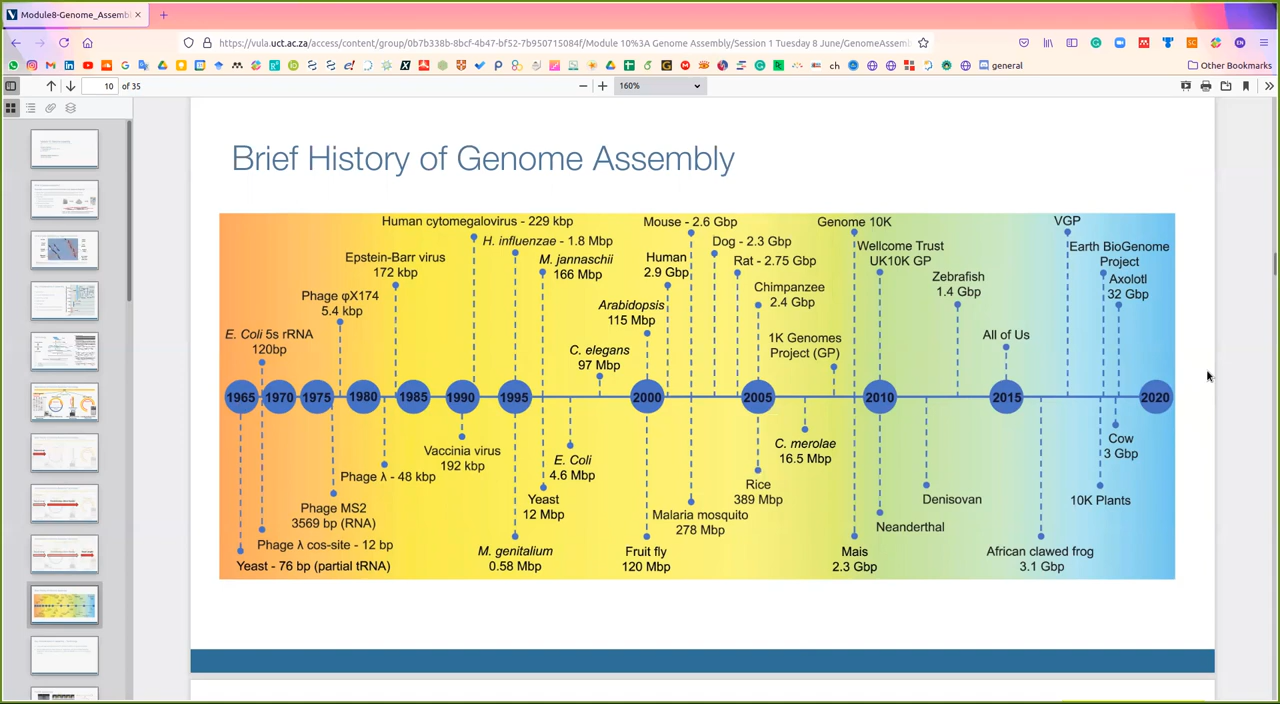 Module8-Genome_Assembl
https://vula.uct.ac.za/access/content/group/0b7b338b-8bcf-4b47-bf52-7b950715084f/Module 10%3A Genome Assembly/Session 1 Tuesday 8 June/GenomeAssem
ch
general
Other Bookmarks
10 of 35
160%
Brief History of Genome Assembly
Human cytomegalovirus - 229 kbp
Mouse - 2.6 Gbp
Genome 10K
VGP
H. influenzae - 1.8 Mbp
Dog - 2.3 Gbp
Wellcome Trust
UK10K GP
Earth BioGenome
Project
Epstein-Barr virus
172 kbp
M. jannaschii
166 Mbp
Human
2.9 Gbp
Rat - 2.75 Gbp
Zebrafish
1.4 Gbp
Axolotl
32 Gbp
Phage φX174
5.4 kbp
Arabidopsis
115 Mbp
Chimpanzee
2.4 Gbp
E. Coli 5s rRNA
120bp
C. elegans
97 Mbp
1K Genomes
Project (GP)
All of Us
1965 1970 1975 1980 1985 1990 1995 2000 2005 2010 2015 2020
Vaccinia virus
192 kbp
C. merolae
16.5 Mbp
Cow
3 Gbp
Phage λ - 48 kbp
E. Coli
4.6 Mbp
Rice
389 Mbp
Phage MS2
3569 bp (RNA)
Yeast
12 Mbp
Malaria mosquito
278 Mbp
Denisovan
10K Plants
Neanderthal
Phage λ cos-site - 12 bp
Yeast - 76 bp (partial tRNA)
M. genitalium
0.58 Mbp
Fruit fly
120 Mbp
Mais
2.3 Gbp
African clawed frog
3.1 Gbp